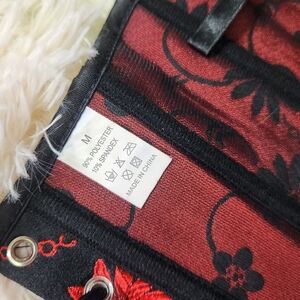 M
90% POLYESTER
10% SPANDEX
MADE IN CHINA